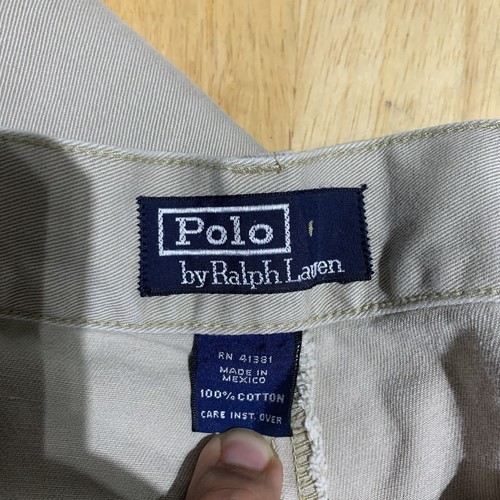 Polo
by Ralph Lauren
RN 41381
MADE IN
MEXICO
100% COTTON
CARE INST. OVER